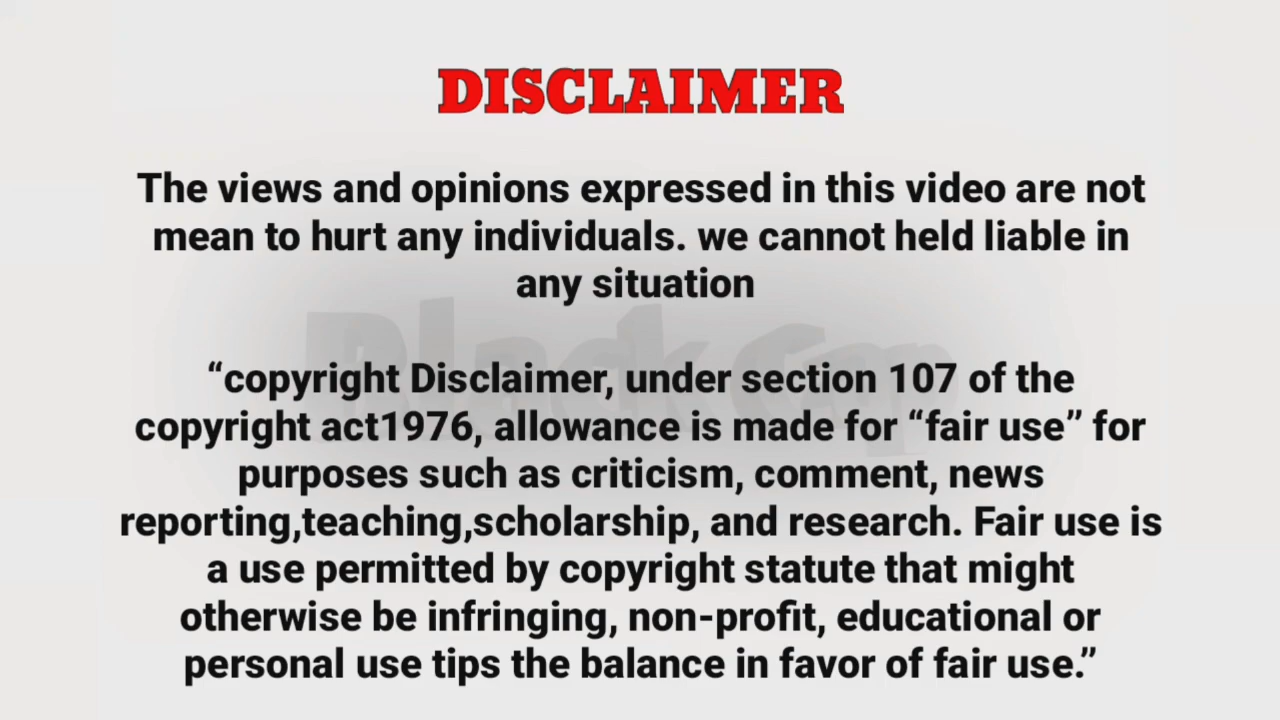 DISCLAIMER
The views and opinions expressed in this video are not
mean to hurt any individuals. we cannot held liable in
any situation
Black Cap
“copyright Disclaimer, under section 107 of the
copyright act1976, allowance is made for “fair use” for
purposes such as criticism, comment, news
reporting,teaching,scholarship, and research. Fair use is
a use permitted by copyright statute that might
otherwise be infringing, non-profit, educational or
personal use tips the balance in favor of fair use.”